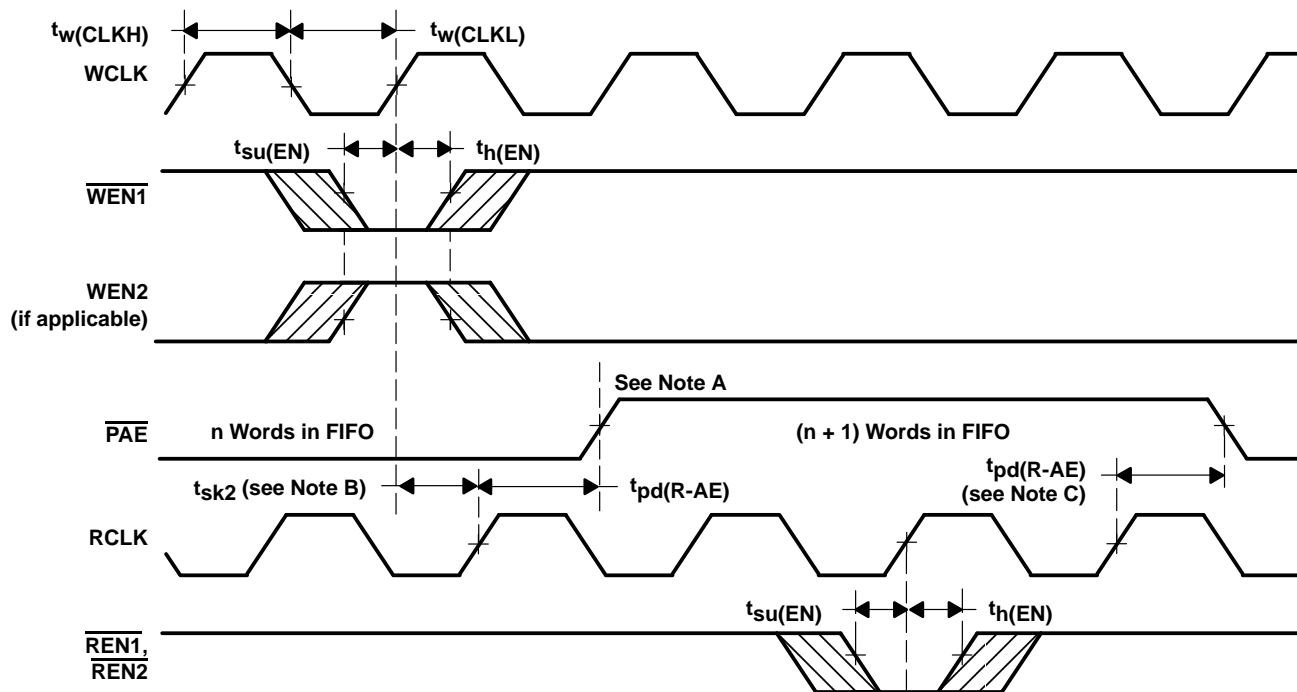 tw(CLKH)
tw(CLKL)
WCLK
tsu(EN)
th(EN)
WEN1
WEN2
(if applicable)
See Note A
PAE
n Words in FIFO
(n + 1) Words in FIFO
tsk2 (see Note B)
tpd(R-AE)
tpd(R-AE)
(see Note C)
RCLK
tsu(EN)
th(EN)
REN1,
REN2